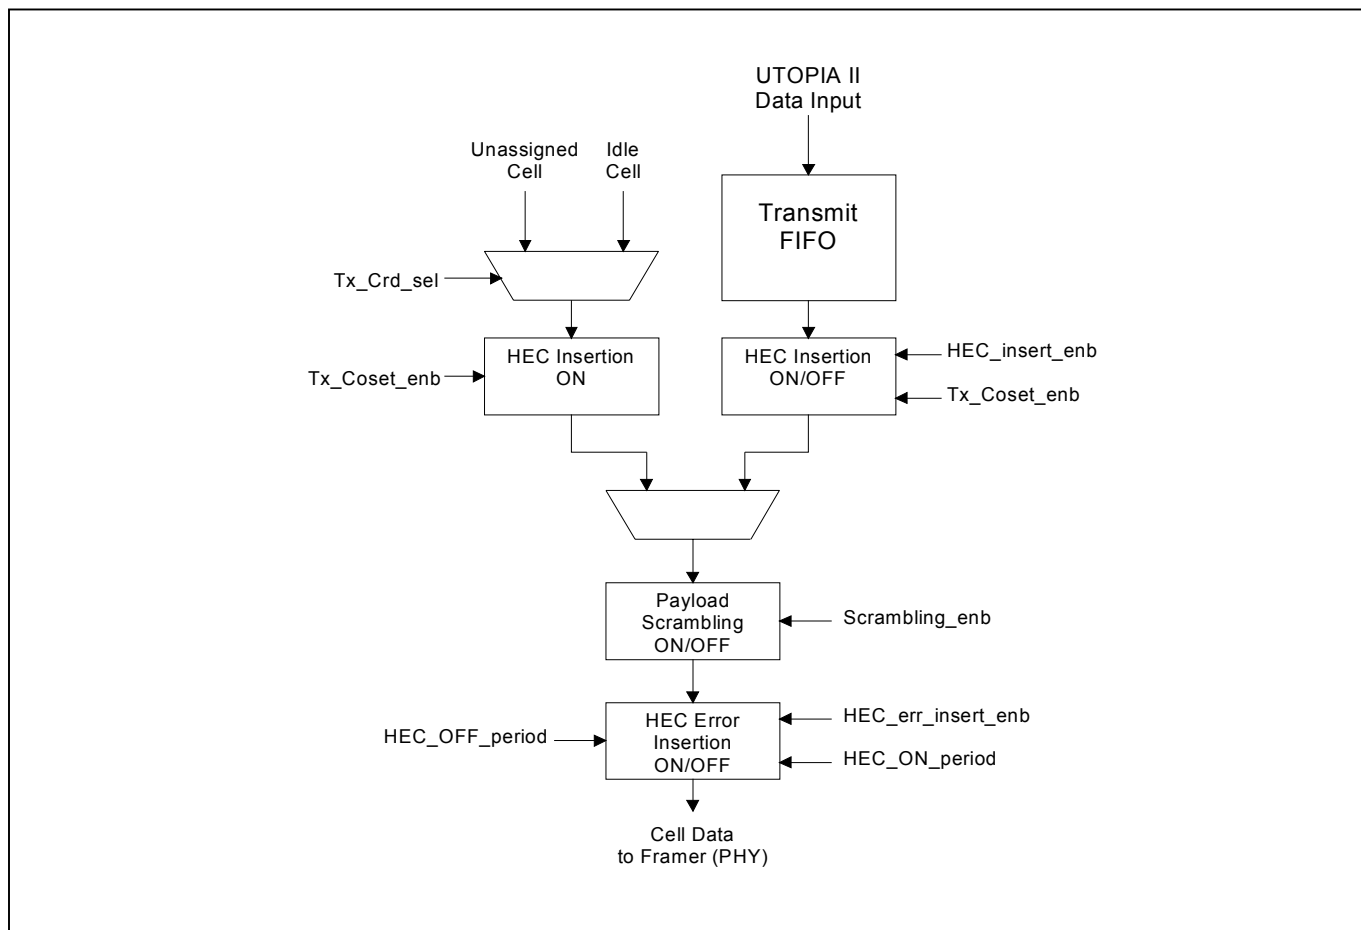 UTOPIA II
Data Input
Unassigned
Cell
Idle
Cell
Transmit
FIFO
Tx_Crd_sel
HEC Insertion
ON
Tx_Coset_enb
HEC Insertion
ON/OFF
HEC_insert_enb
Tx_Coset_enb
Payload
Scrambling
ON/OFF
Scrambling_enb
HEC_OFF_period
HEC Error
Insertion
ON/OFF
HEC_err_insert_enb
HEC_ON_period
Cell Data
to Framer (PHY)